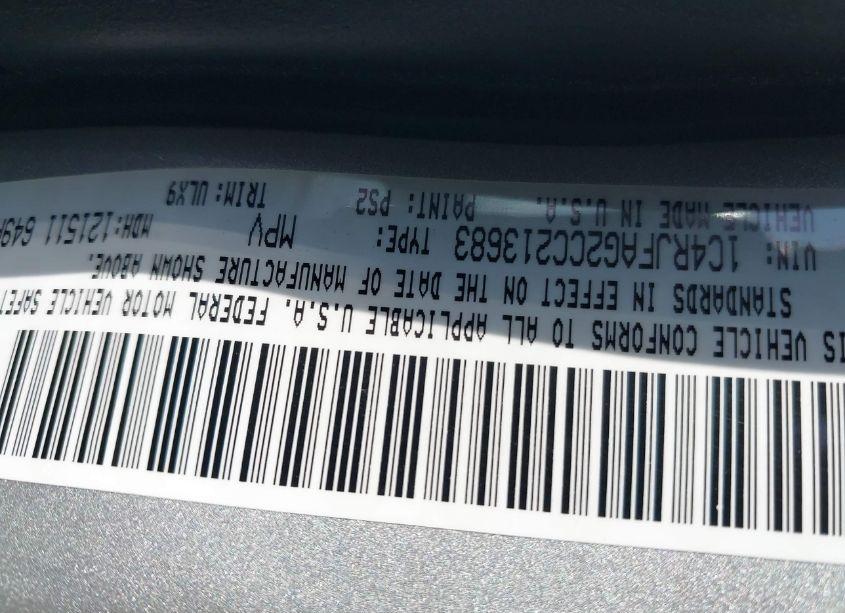 IS VEHICLE CONFORMS TO ALL APPLICABLE U.S.A. FEDERAL MOTOR VEHICLE SAFET
STANDARDS IN EFFECT ON THE DATE OF MANUFACTURE SHOWN ABOVE.
VIN: 1C4RJFAG2CC213683 TYPE: MPV MDH:121511 649
VEHICLE MADE IN U.S.A. PAINT: PS2 TRIM: ULX9